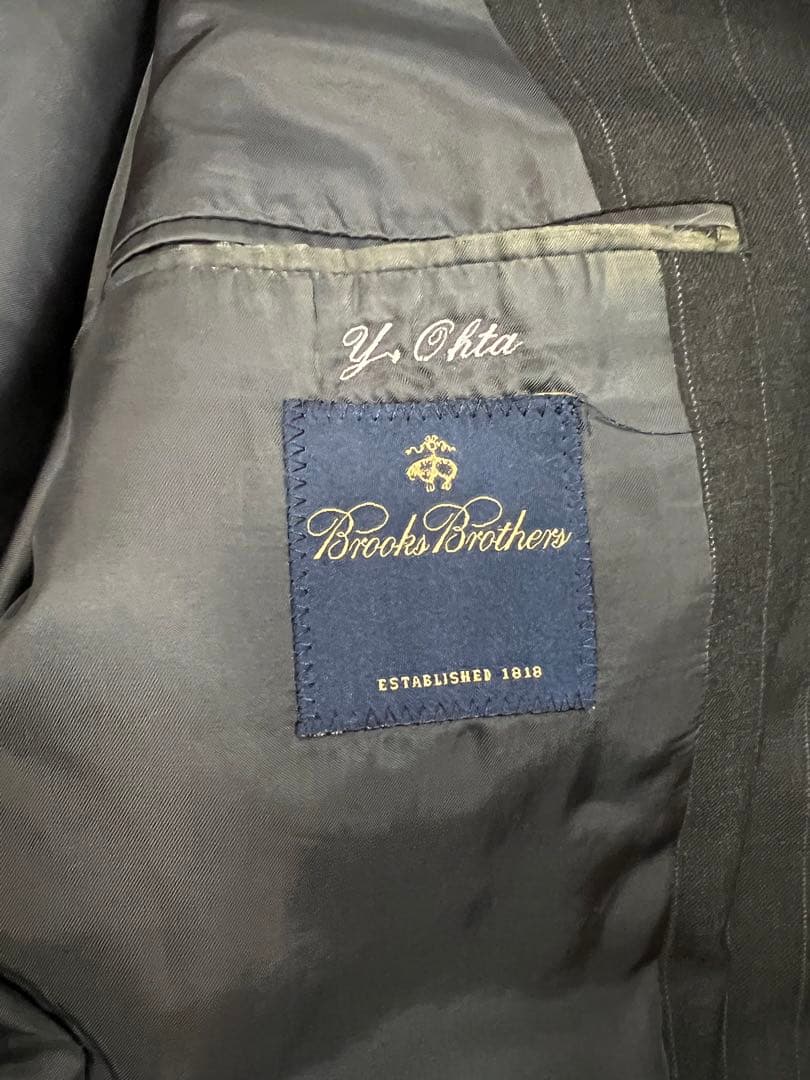 Y. Ohta
Brooks Brothers
ESTABLISHED 1818